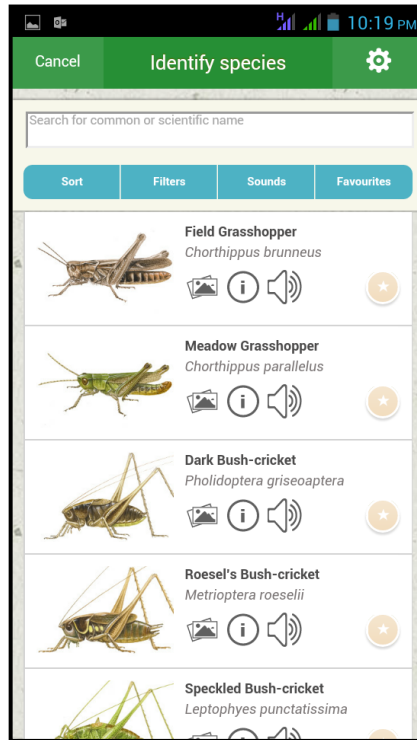 H
10:19 PM
Cancel
Identify species
Search for common or scientific name
Sort
Filters
Sounds
Favourites
Field Grasshopper
Chorthippus brunneus
Meadow Grasshopper
Chorthippus parallelus
Dark Bush-cricket
Pholidoptera griseoaptera
Roesel's Bush-cricket
Metrioptera roeselii
Speckled Bush-cricket
Leptophyes punctatissima